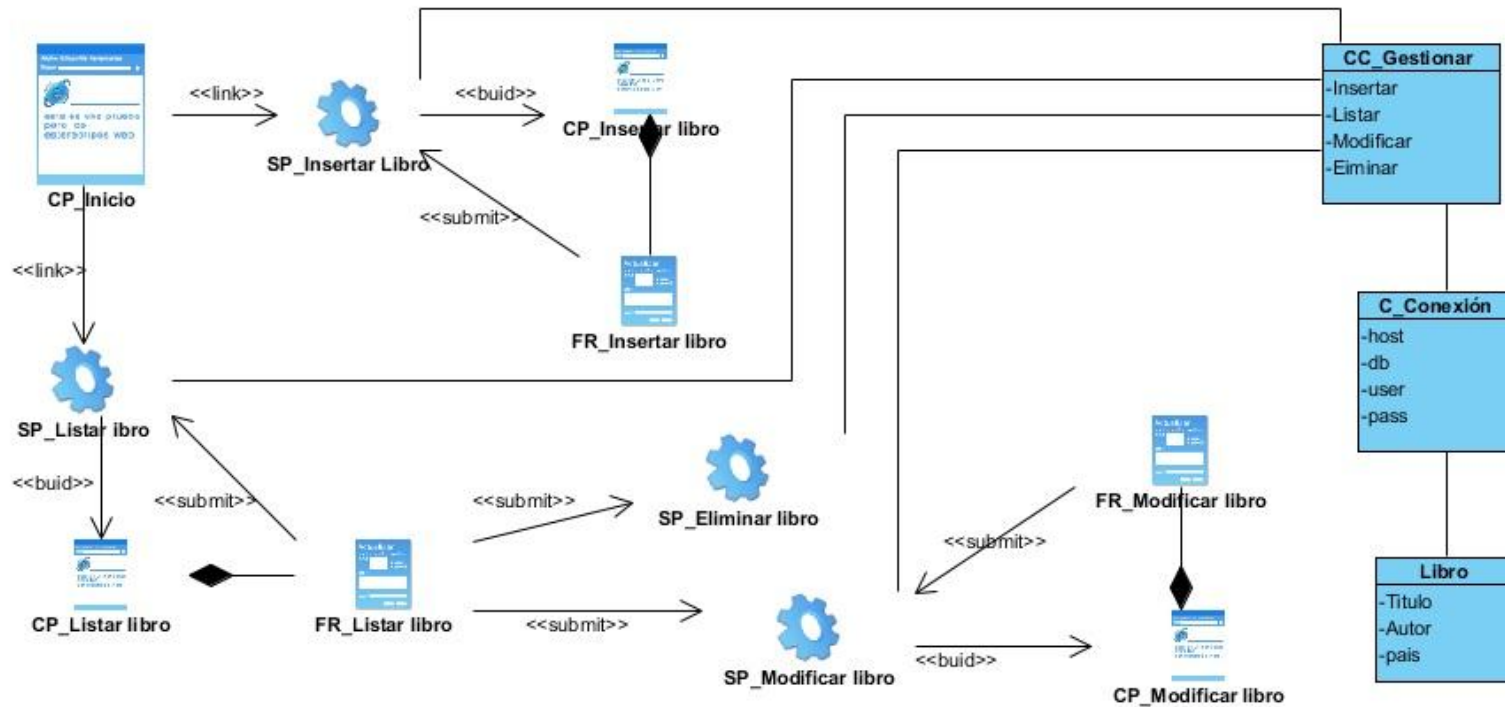 CC_Gestionar
-Insertar
-Listar
-Modificar
-Eiminar
<<link>>
<<buid>>
CP_Insertar libro
SP_Insertar Libro
CP_Inicio
<<submit>>
<<link>>
C_Conexión
-host
-db
-user
-pass
FR_Insertar libro
SP_Listar ibro
<<buid>>
<<submit>>
<<submit>>
SP_Eliminar libro
FR_Modificar libro
<<submit>>
Libro
-Titulo
-Autor
-pais
CP_Listar libro
FR_Listar libro
<<submit>>
<<buid>>
SP_Modificar libro
CP_Modificar libro